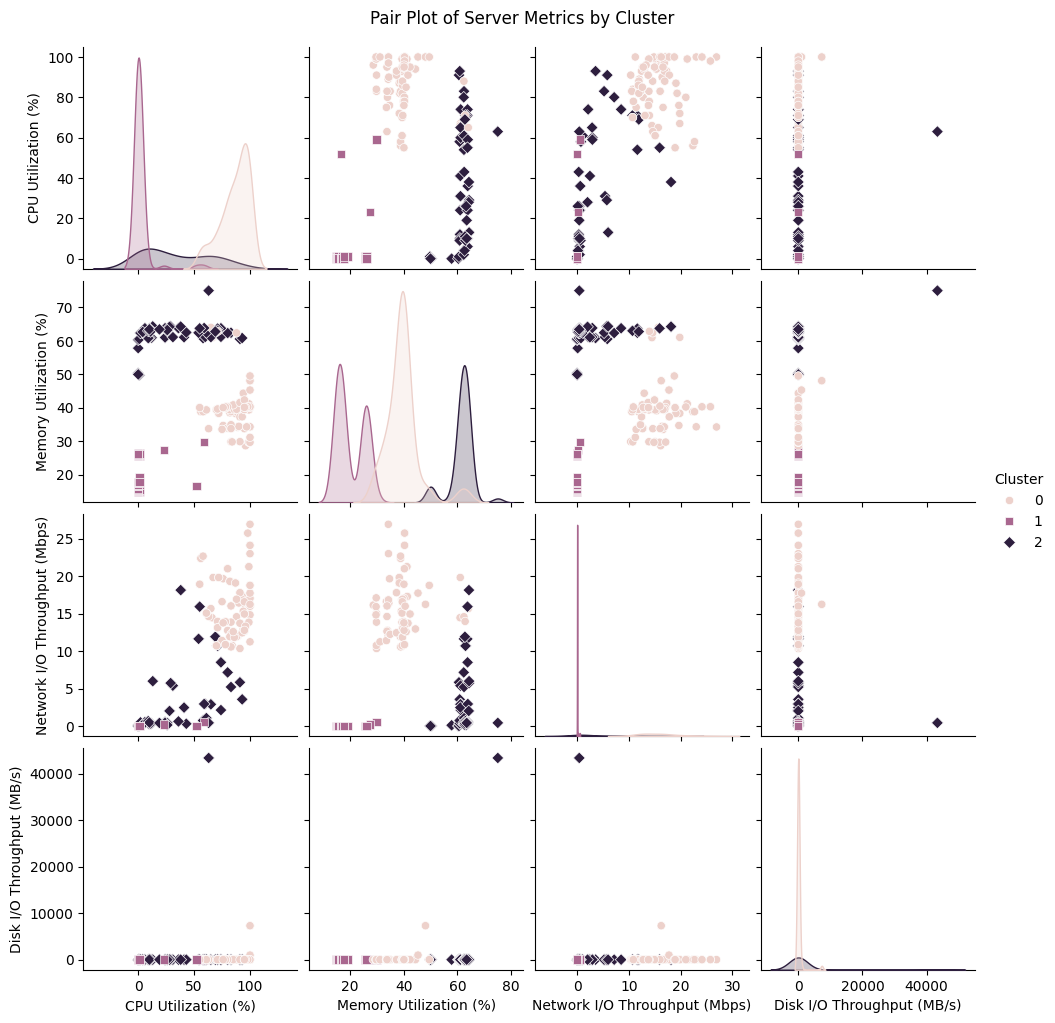 Pair Plot of Server Metrics by Cluster
CPU Utilization (%)
100
80
60
40
20
0
Memory Utilization (%)
70
60
50
40
30
20
Network I/O Throughput (Mbps)
25
20
15
10
5
0
Disk I/O Throughput (MB/s)
40000
30000
20000
10000
0
0 50 100
20 40 60 80
0 10 20 30
0 20000 40000
CPU Utilization (%)
Memory Utilization (%)
Network I/O Throughput (Mbps)
Disk I/O Throughput (MB/s)
Cluster
0
1
2